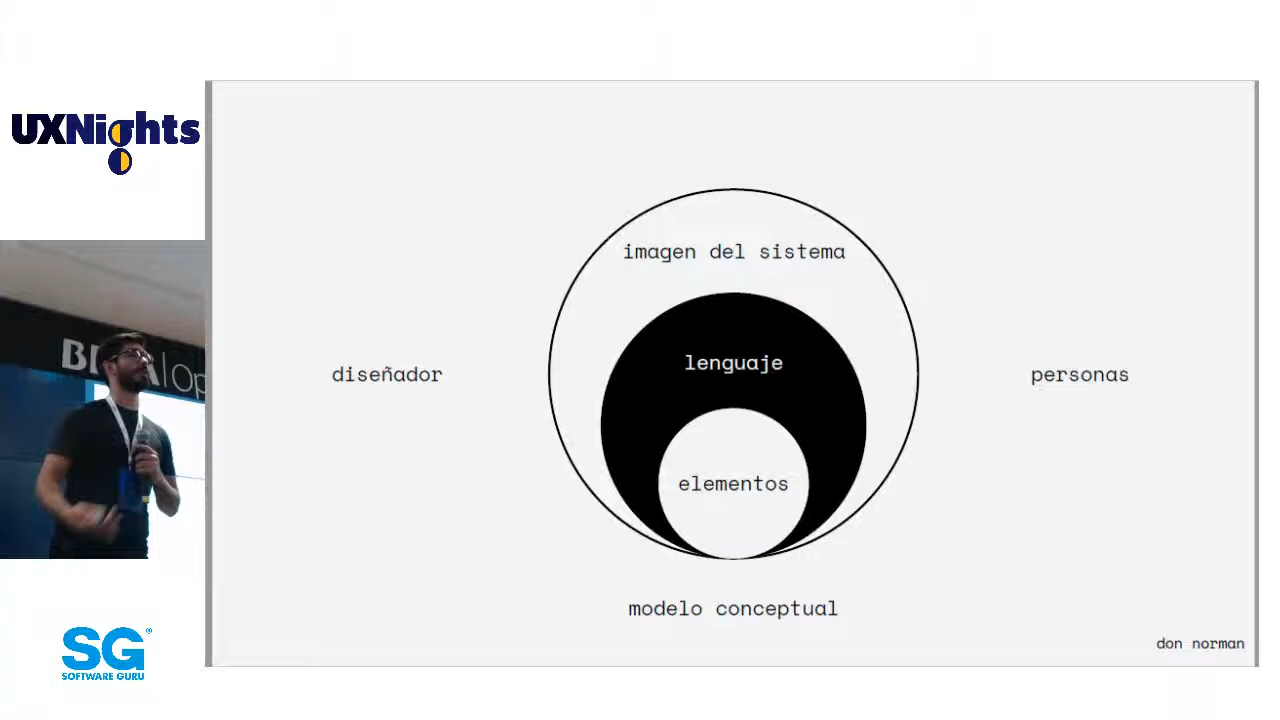 UXNights
imagen del sistema
lenguaje
diseñador
personas
elementos
modelo conceptual
don norman
SG®
SOFTWARE GURU